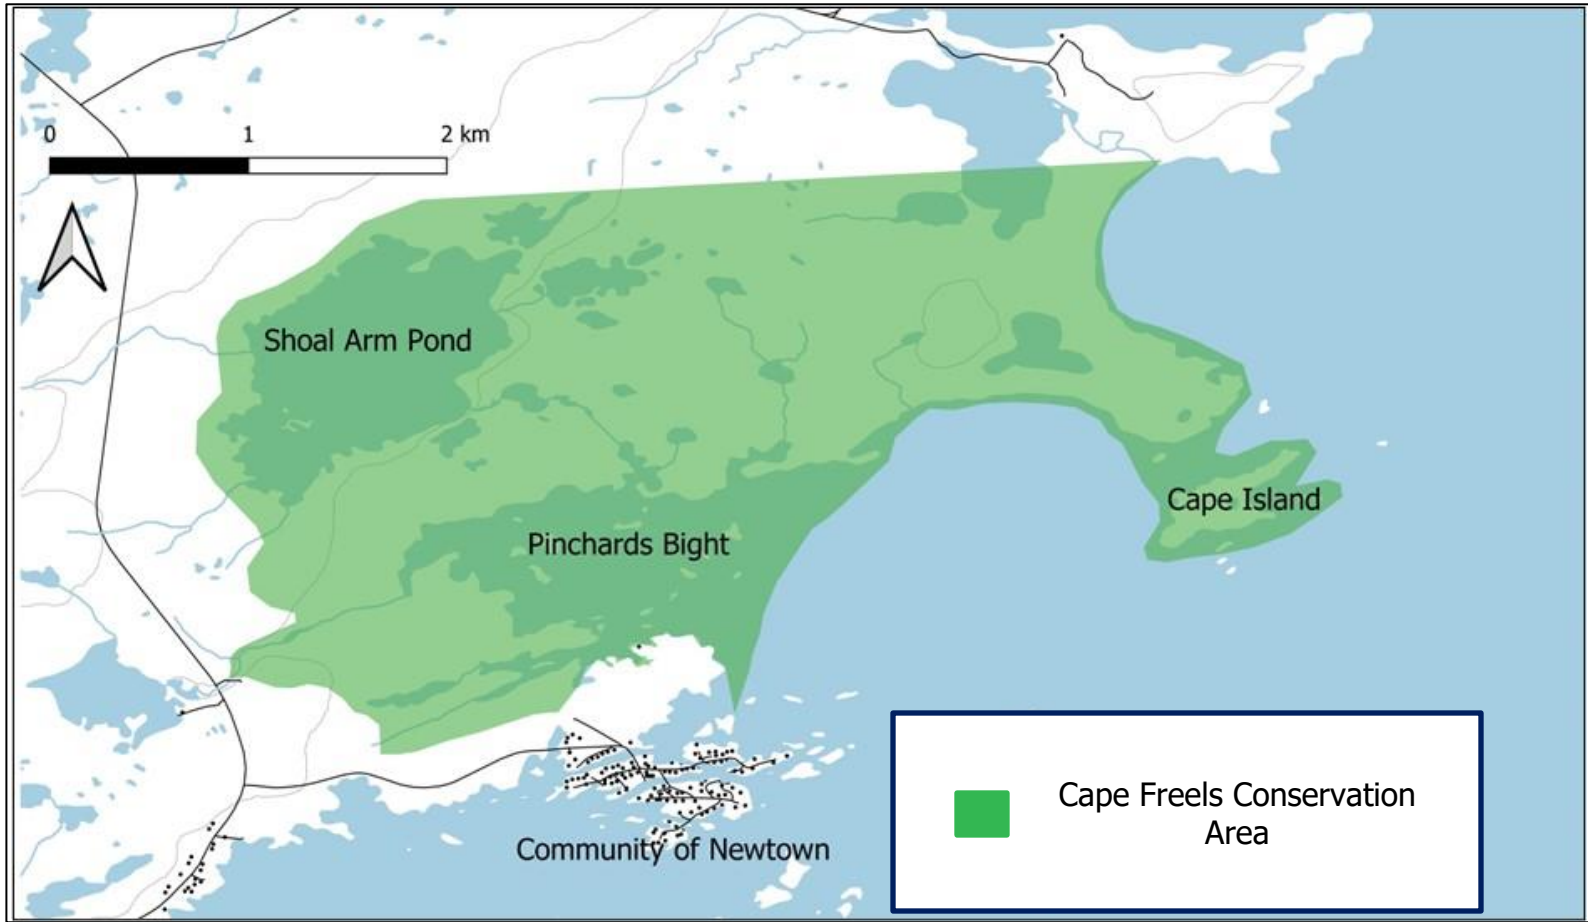 0 1 2 km
Shoal Arm Pond
Cape Island
Pinchards Bight
Community of Newtown
Cape Freels Conservation
Area